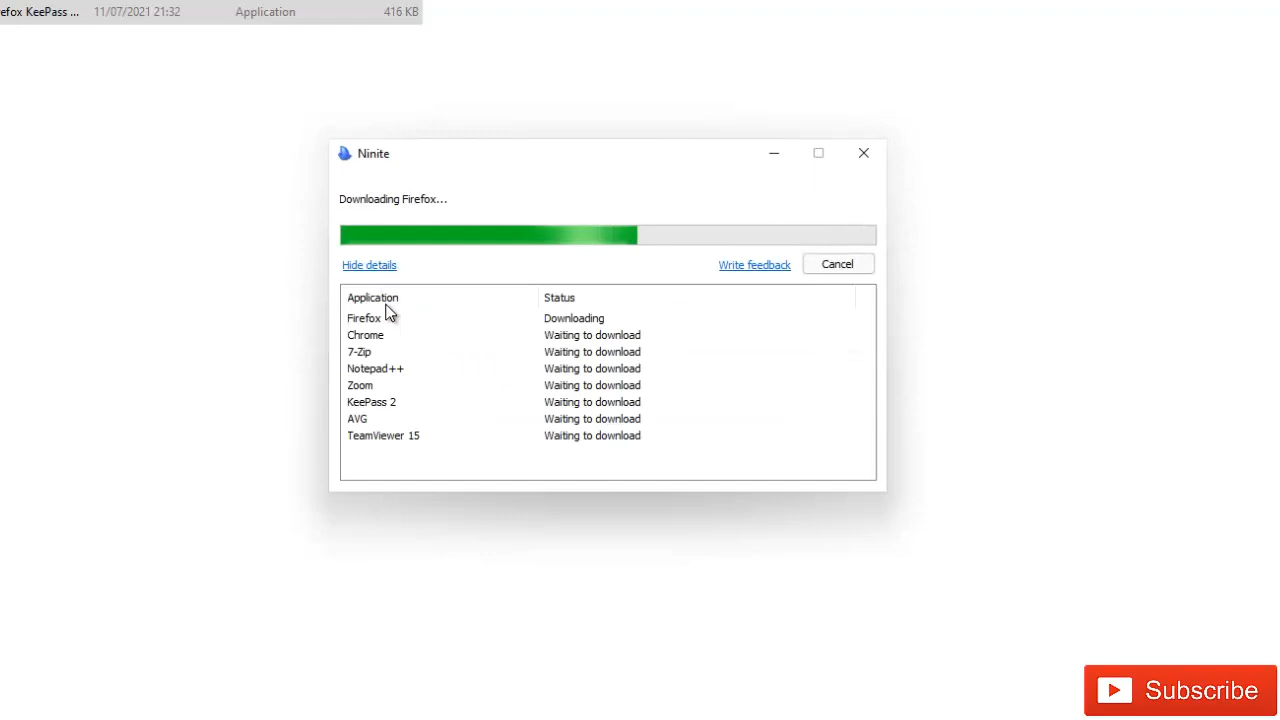 efox KeePass ... 11/07/2021 21:32 Application 416 KB
Ninite
Downloading Firefox...
Hide details Write feedback Cancel
Application Status
Firefox Downloading
Chrome Waiting to download
7-Zip Waiting to download
Notepad++ Waiting to download
Zoom Waiting to download
KeePass 2 Waiting to download
AVG Waiting to download
TeamViewer 15 Waiting to download
Subscribe